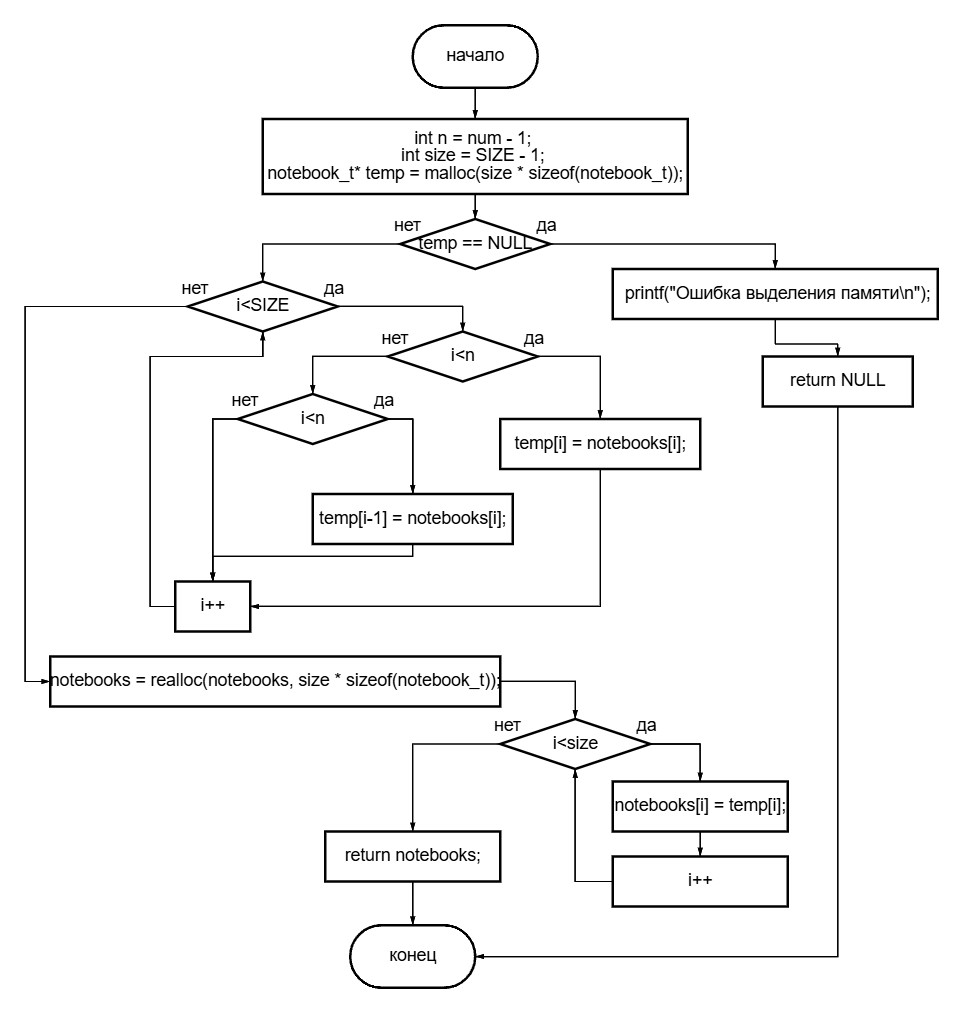 начало
int n = num - 1;
int size = SIZE - 1;
notebook_t* temp = malloc(size * sizeof(notebook_t));
нет
да
temp == NULL
нет
да
i<SIZE
printf("Ошибка выделения памяти\n");
нет
да
i<n
return NULL
нет
да
i<n
temp[i] = notebooks[i];
temp[i-1] = notebooks[i];
i++
notebooks = realloc(notebooks, size * sizeof(notebook_t));
нет
да
i<size
notebooks[i] = temp[i];
return notebooks;
i++
конец